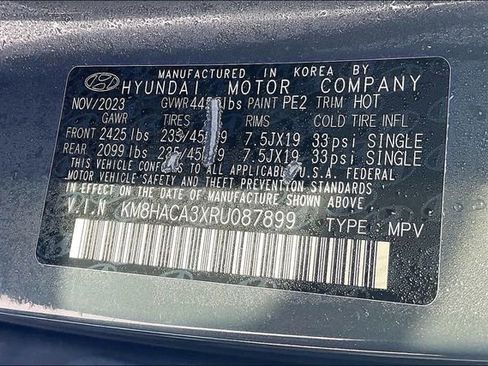 MANUFACTURED IN KOREA BY
HYUNDAI MOTOR COMPANY
NOV/2023 GVWR lbs PAINT PE2 TRIM HOT
GAWR TIRES RIMS COLD TIRE INFL
FRONT 2425 lbs 7.5JX19 33psi SINGLE
REAR 2099 lbs 7.5JX19 33psi SINGLE
THIS VEHICLE CONFORMS TO ALL APPLICABLE U.S.A. FEDERAL
MOTOR VEHICLE SAFETY AND THEFT PREVENTION STANDARDS
IN EFFECT ON THE DATE OF MANUFACTURE SHOWN ABOVE.
V.I.N KM8HACA3XRU087899 TYPE: MPV